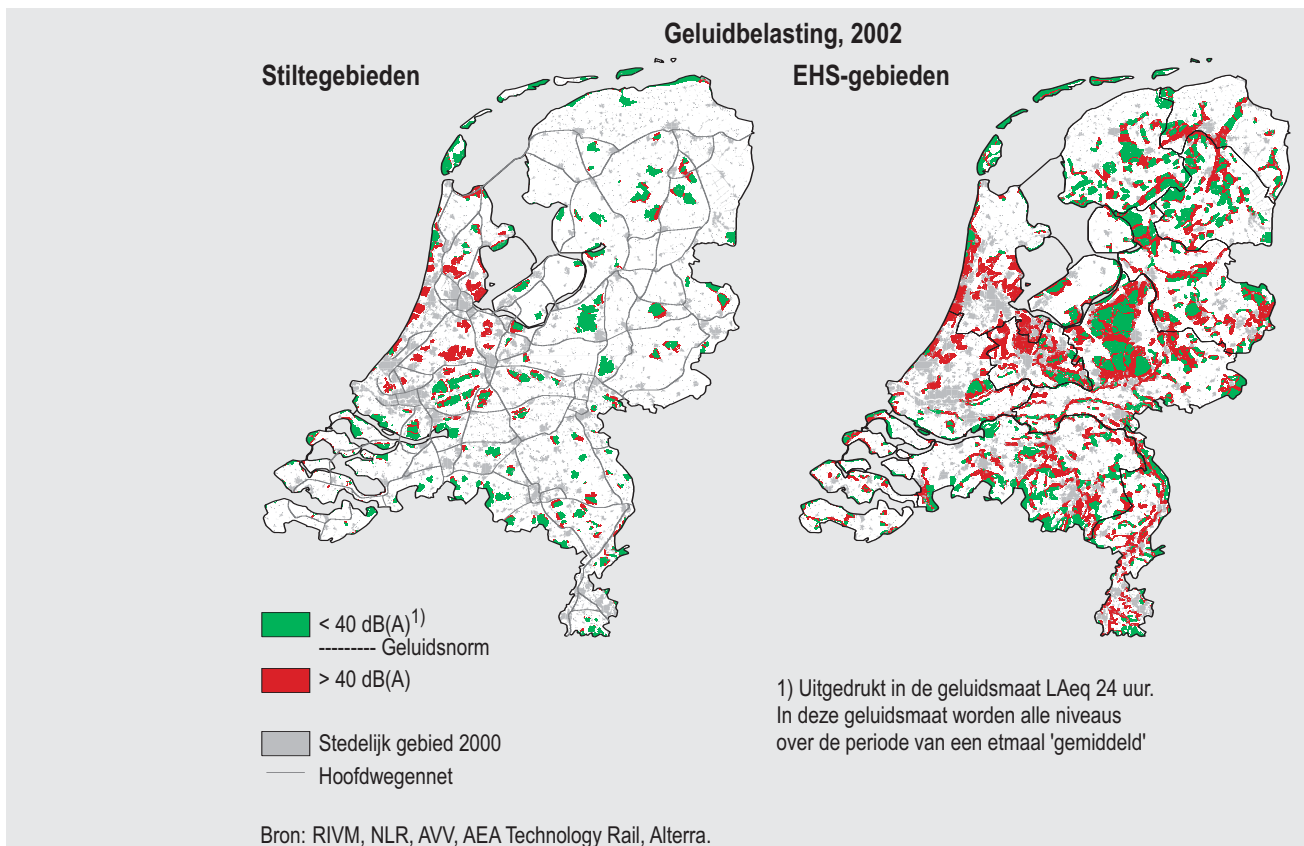 Geluidbelasting, 2002
Stiltegebieden
EHS-gebieden
< 40 dB(A)1)
--------- Geluidsnorm
> 40 dB(A)
Stedelijk gebied 2000
Hoofdwegennet
1) Uitgedrukt in de geluidsmaat LAeq 24 uur.
In deze geluidsmaat worden alle niveaus
over de periode van een etmaal 'gemiddeld'
Bron: RIVM, NLR, AVV, AEA Technology Rail, Alterra.